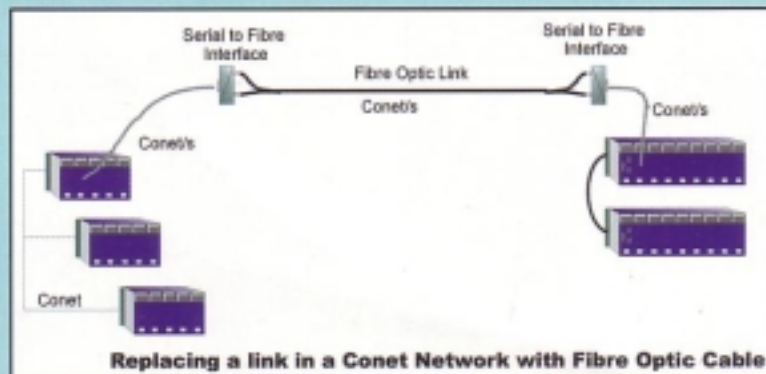 Serial to Fibre
Interface
Serial to Fibre
Interface
Fibre Optic Link
Conet/s
Conet/s
Conet/s
Conet
Replacing a link in a Conet Network with Fibre Optic Cable